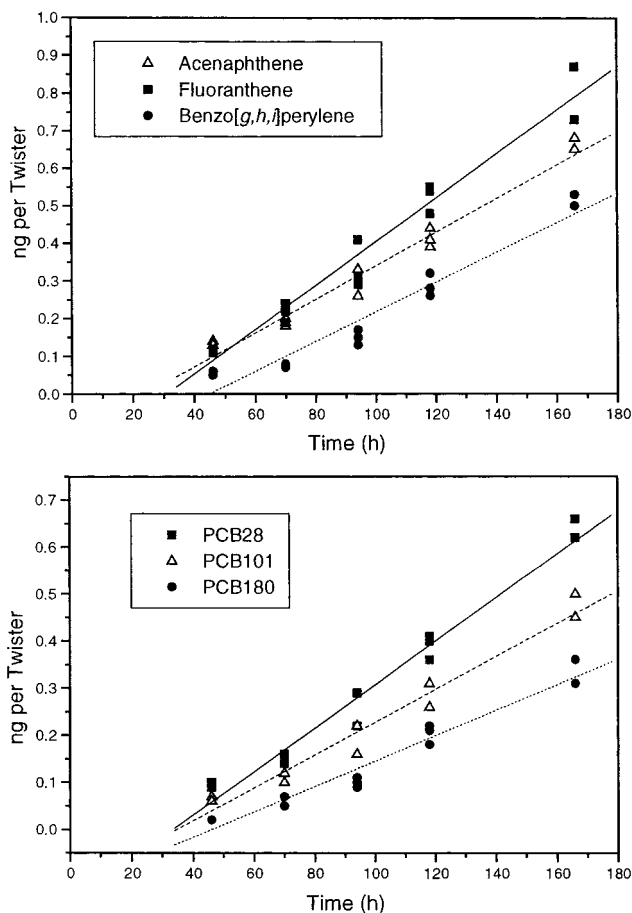 1.0
0.9
0.8
0.7
0.6
0.5
0.4
0.3
0.2
0.1
0.0
ng per Twister
Acenaphthene
Fluoranthene
Benzo[g,h,i]perylene
0 20 40 60 80 100 120 140 160 180
Time (h)
0.7
0.6
0.5
0.4
0.3
0.2
0.1
0.0
ng per Twister
PCB28
PCB101
PCB180
0 20 40 60 80 100 120 140 160 180
Time (h)